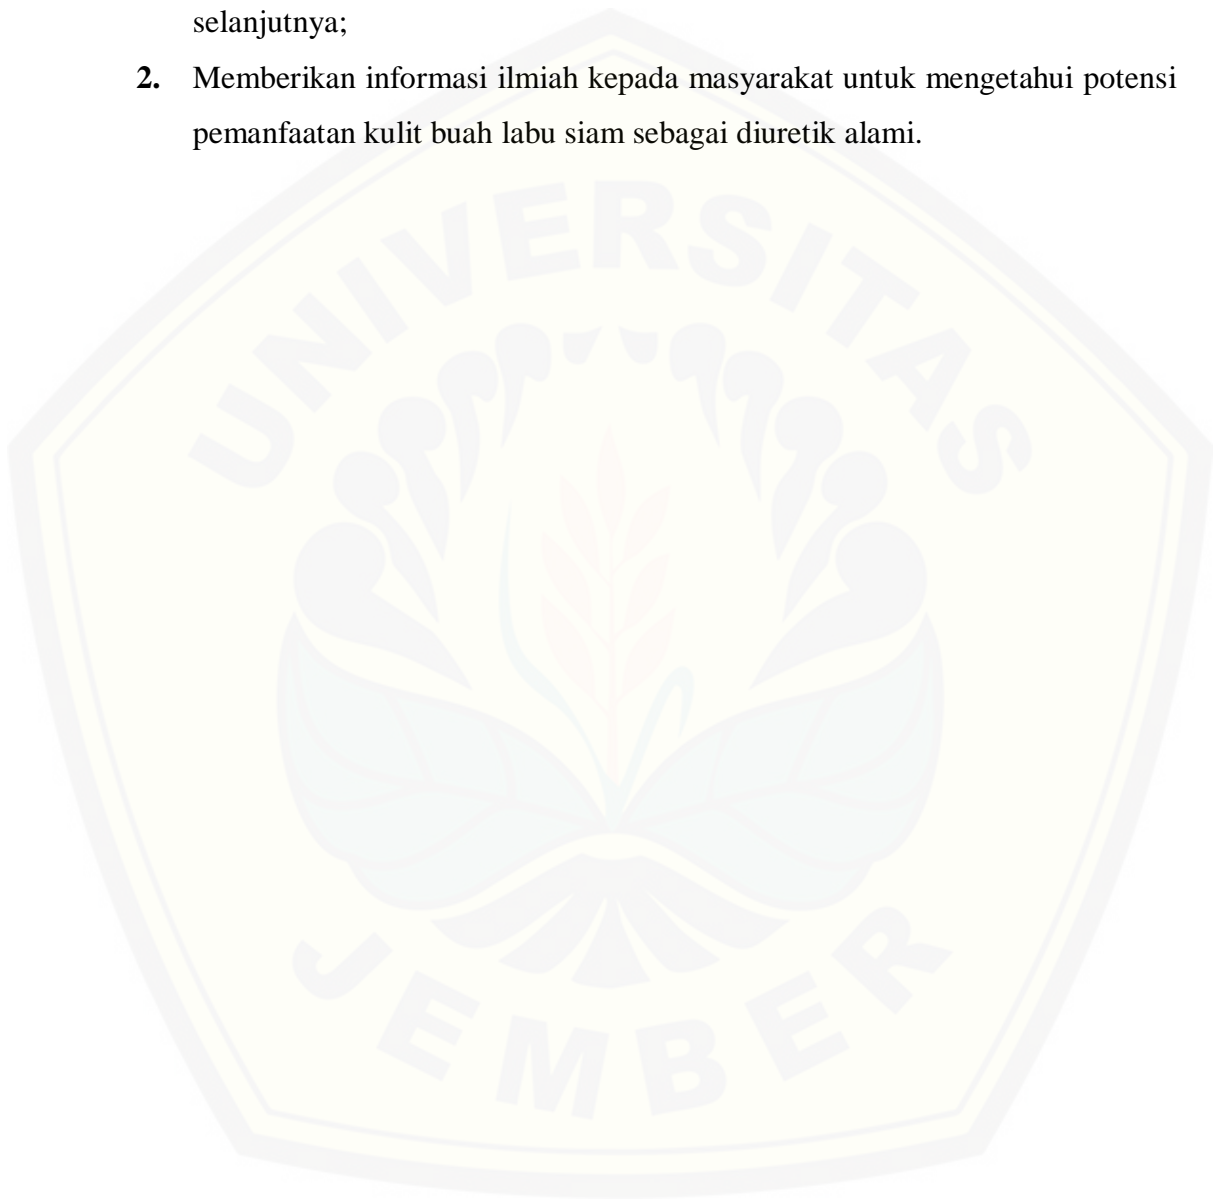 selanjutnya;
2. Memberikan informasi ilmiah kepada masyarakat untuk mengetahui potensi
pemanfaatan kulit buah labu siam sebagai diuretik alami.
UNIVERSITAS
JEMBER